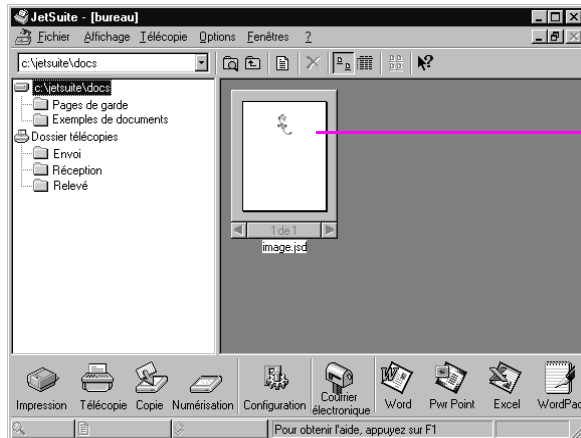 JetSuite - [bureau]
Fichier Affichage Télécopie Options Fenêtres ?
c:\jetsuite\docs
c:\jetsuite\docs
Pages de garde
Exemples de documents
Dossier télécopies
Envoi
Réception
Relevé
1 de 1
image.jsd
Impression Télécopie Copie Numérisation Configuration Courrier électronique Word Pwr Point Excel WordPad
Pour obtenir l'aide, appuyez sur F1